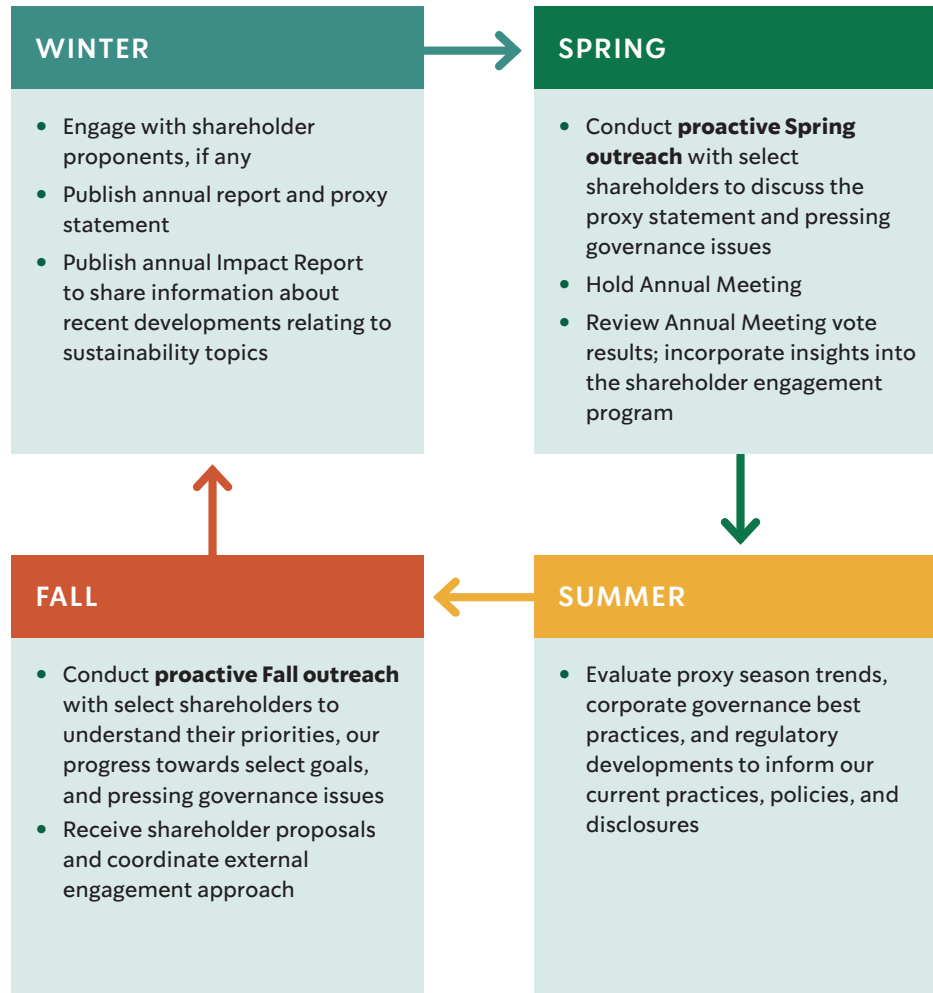 WINTER
• Engage with shareholder
proponents, if any
• Publish annual report and proxy
statement
• Publish annual Impact Report
to share information about
recent developments relating to
sustainability topics
SPRING
• Conduct proactive Spring
outreach with select
shareholders to discuss the
proxy statement and pressing
governance issues
• Hold Annual Meeting
• Review Annual Meeting vote
results; incorporate insights into
the shareholder engagement
program
FALL
• Conduct proactive Fall outreach
with select shareholders to
understand their priorities, our
progress towards select goals,
and pressing governance issues
• Receive shareholder proposals
and coordinate external
engagement approach
SUMMER
• Evaluate proxy season trends,
corporate governance best
practices, and regulatory
developments to inform our
current practices, policies, and
disclosures